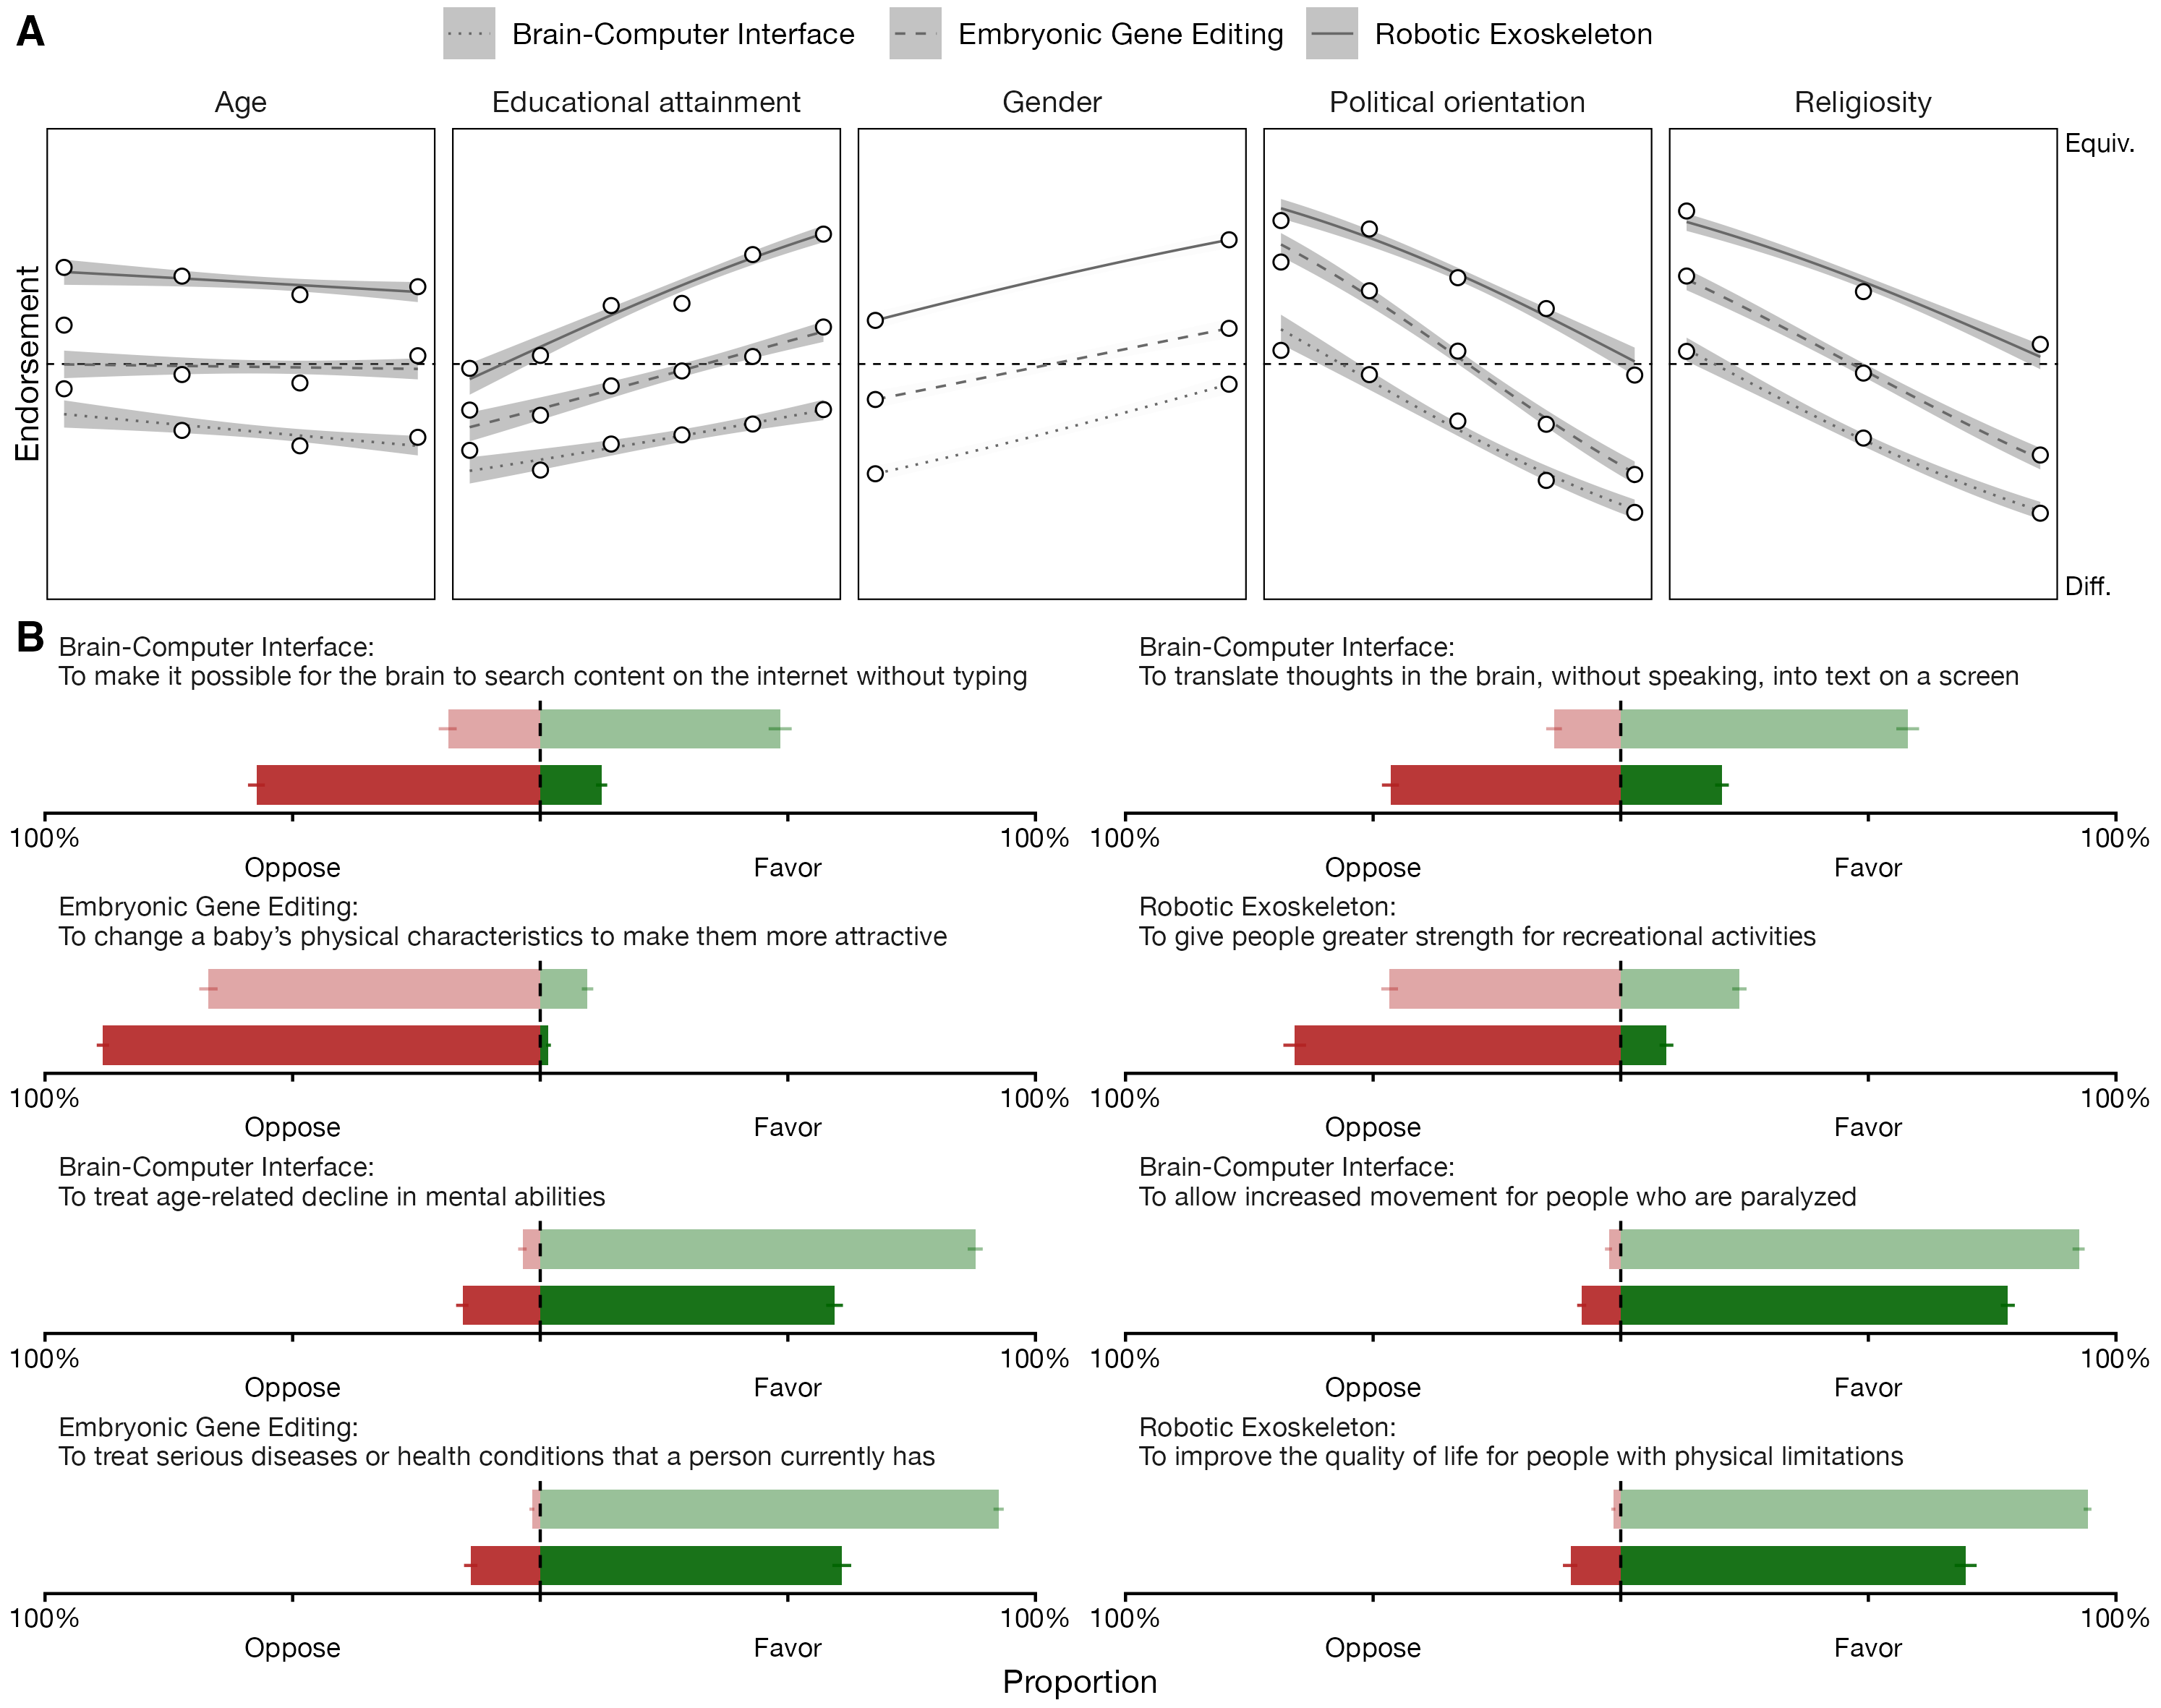 A
Brain-Computer Interface
Embryonic Gene Editing
Robotic Exoskeleton
Age
Educational attainment
Gender
Political orientation
Religiosity
Endorsement
Equiv.
Diff.
B
Brain-Computer Interface:
To make it possible for the brain to search content on the internet without typing
100%
100%
Oppose
Favor
Brain-Computer Interface:
To translate thoughts in the brain, without speaking, into text on a screen
100%
100%
Oppose
Favor
Embryonic Gene Editing:
To change a baby’s physical characteristics to make them more attractive
100%
100%
Oppose
Favor
Robotic Exoskeleton:
To give people greater strength for recreational activities
100%
100%
Oppose
Favor
Brain-Computer Interface:
To treat age-related decline in mental abilities
100%
100%
Oppose
Favor
Brain-Computer Interface:
To allow increased movement for people who are paralyzed
100%
100%
Oppose
Favor
Embryonic Gene Editing:
To treat serious diseases or health conditions that a person currently has
100%
100%
Oppose
Favor
Robotic Exoskeleton:
To improve the quality of life for people with physical limitations
100%
100%
Oppose
Favor
Proportion